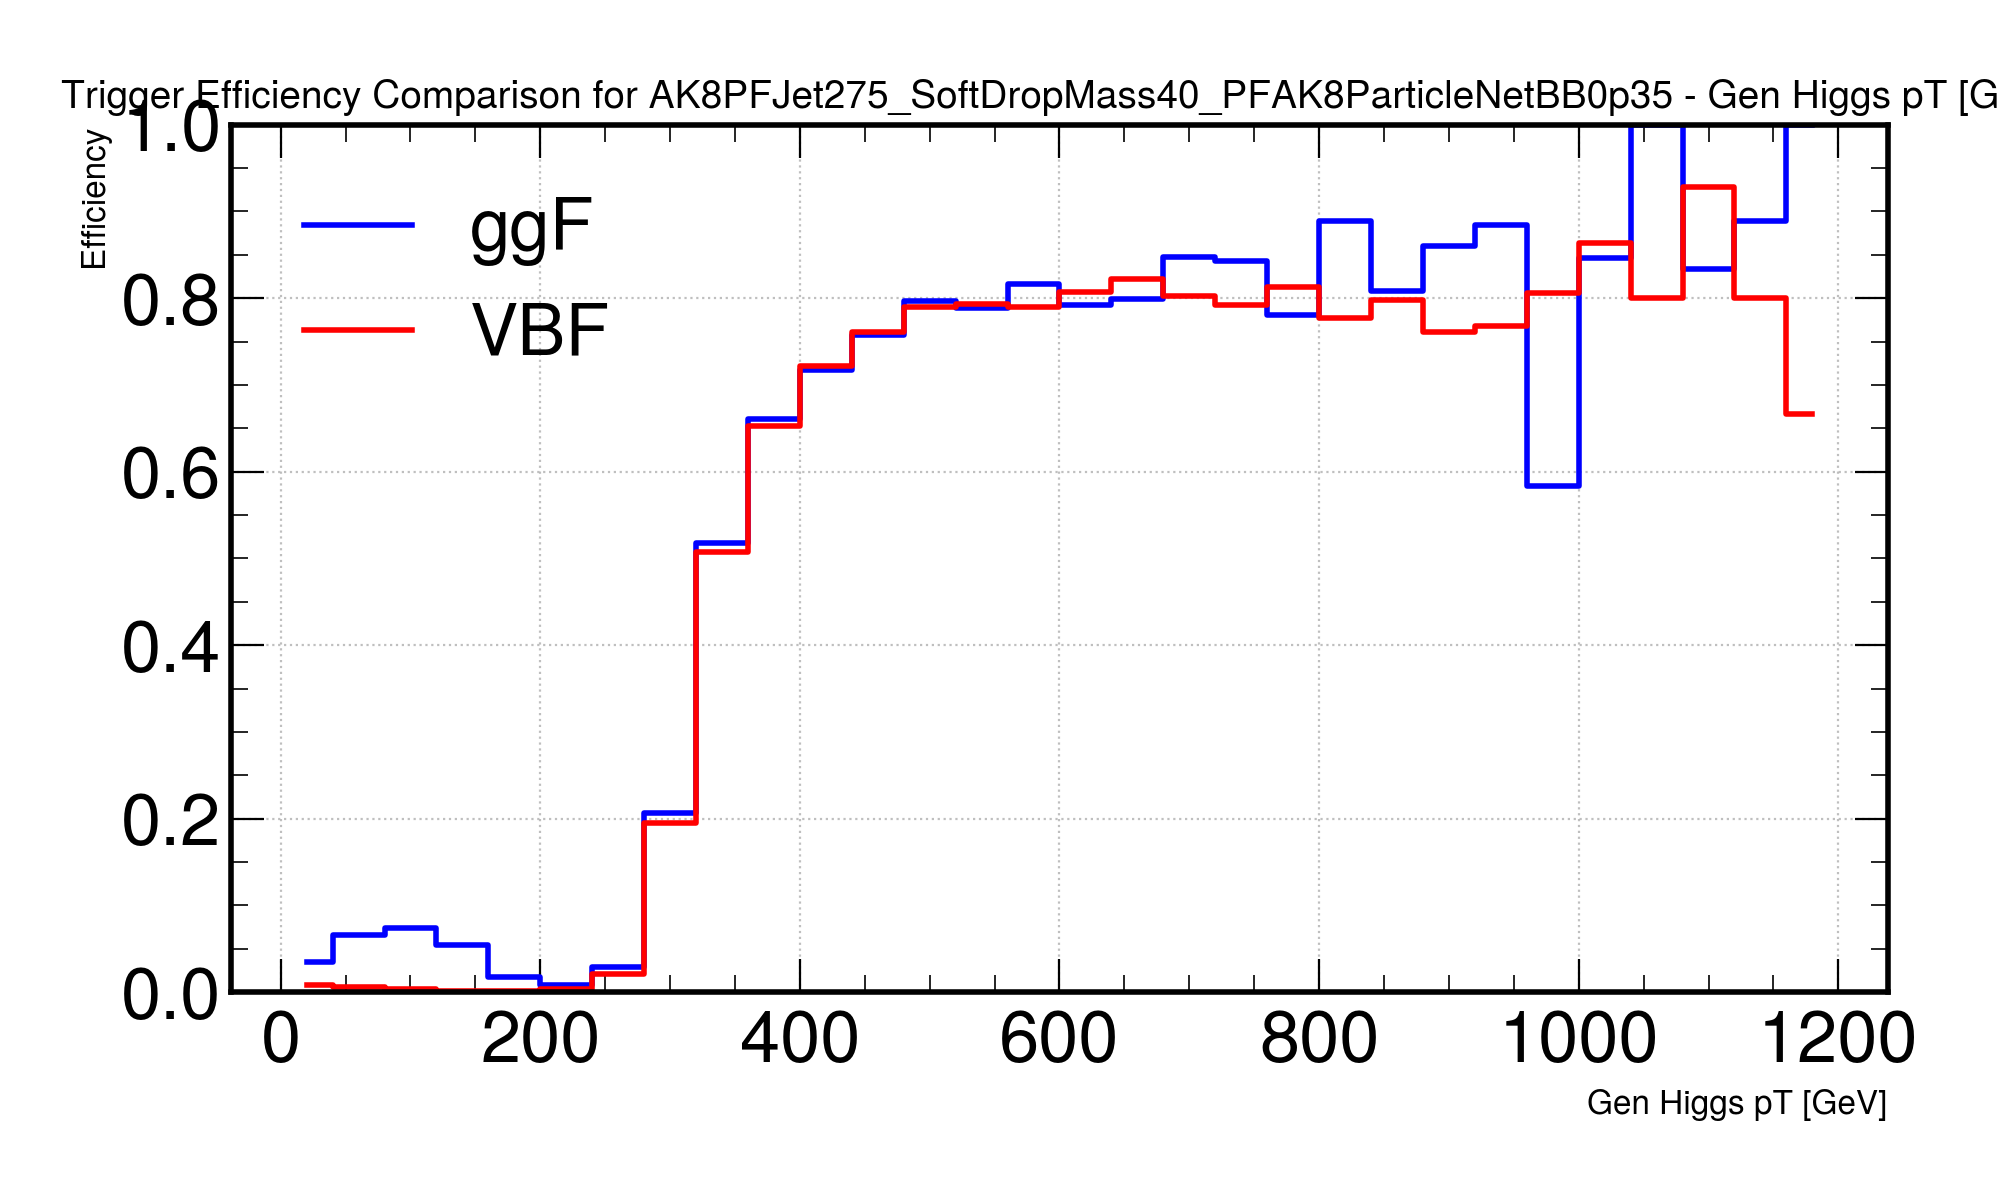 Trigger Efficiency Comparison for AK8PFJet275_SoftDropMass40_PFAK8ParticleNetBB0p35 - Gen Higgs pT [G
Efficiency
1.0
0.8
0.6
0.4
0.2
0.0
ggF
VBF
0 200 400 600 800 1000 1200
Gen Higgs pT [GeV]